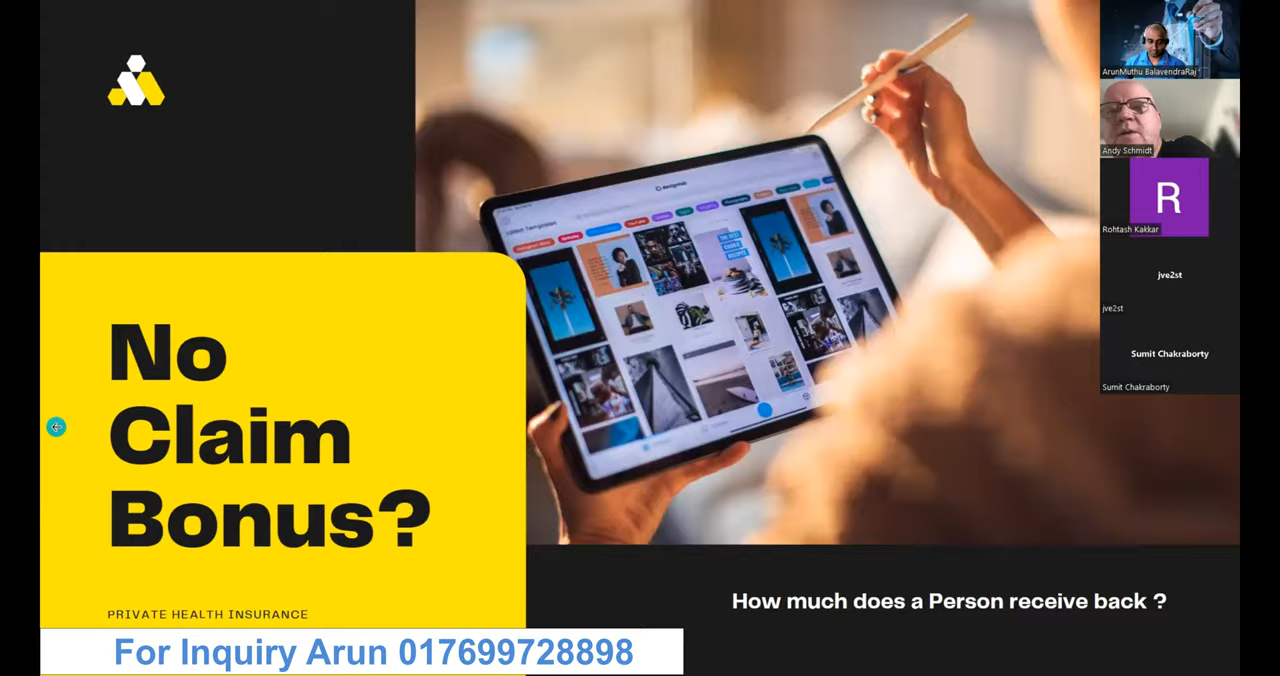 No
Claim
Bonus?
PRIVATE HEALTH INSURANCE
How much does a Person receive back ?
For Inquiry Arun 017699728898
ArunMuthu BalavendraRaj
Andy Schmidt
R
Rohtash Kakkar
jve2st
jve2st
Sumit Chakraborty
Sumit Chakraborty